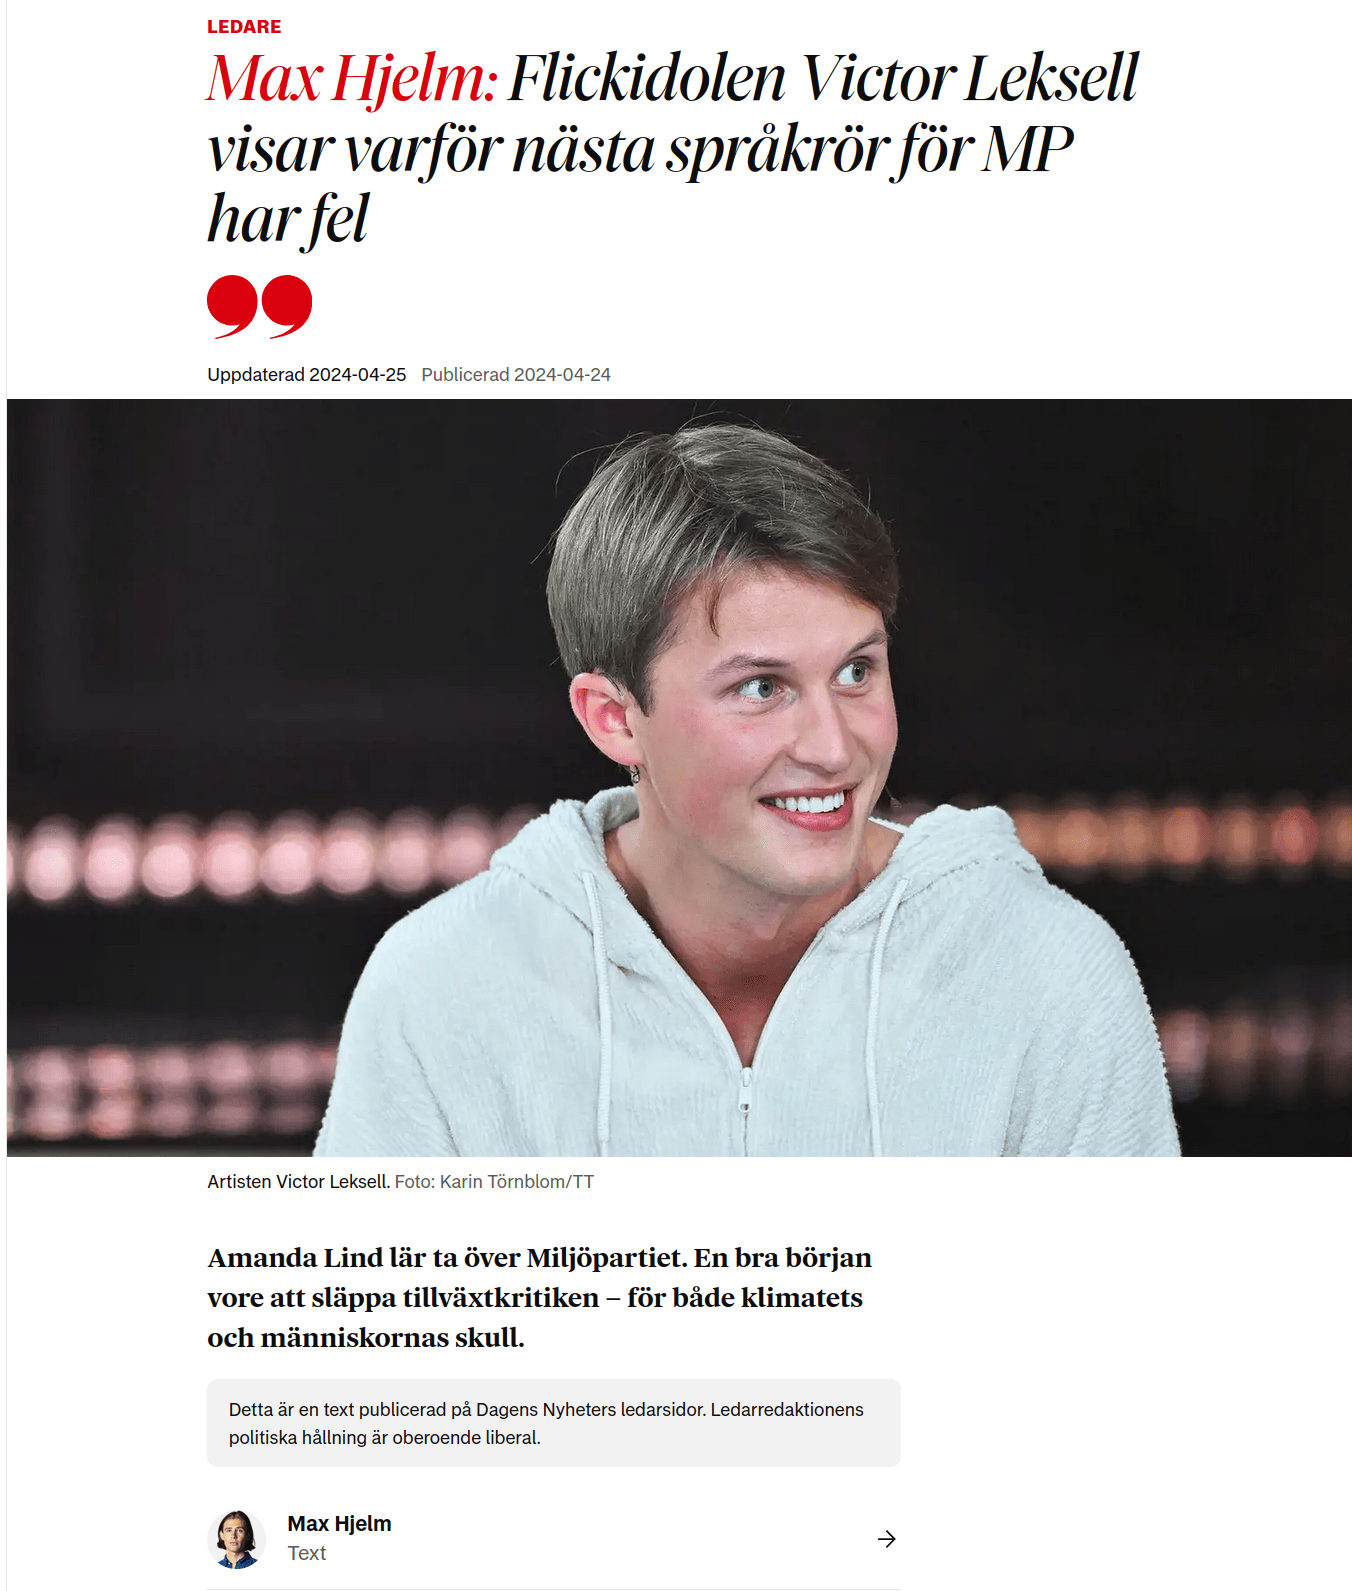 LEDARE
Max Hjelm: Flickidolen Victor Leksell
visar varför nästa språkrör för MP
har fel
Uppdaterad 2024-04-25 Publicerad 2024-04-24
Artisten Victor Leksell. Foto: Karin Törnblom/TT
Amanda Lind lär ta över Miljöpartiet. En bra början
vore att släppa tillväxtkritiken – för både klimatets
och människornas skull.
Detta är en text publicerad på Dagens Nyheters ledarsidor. Ledarredaktionens
politiska hållning är oberoende liberal.
Max Hjelm
Text